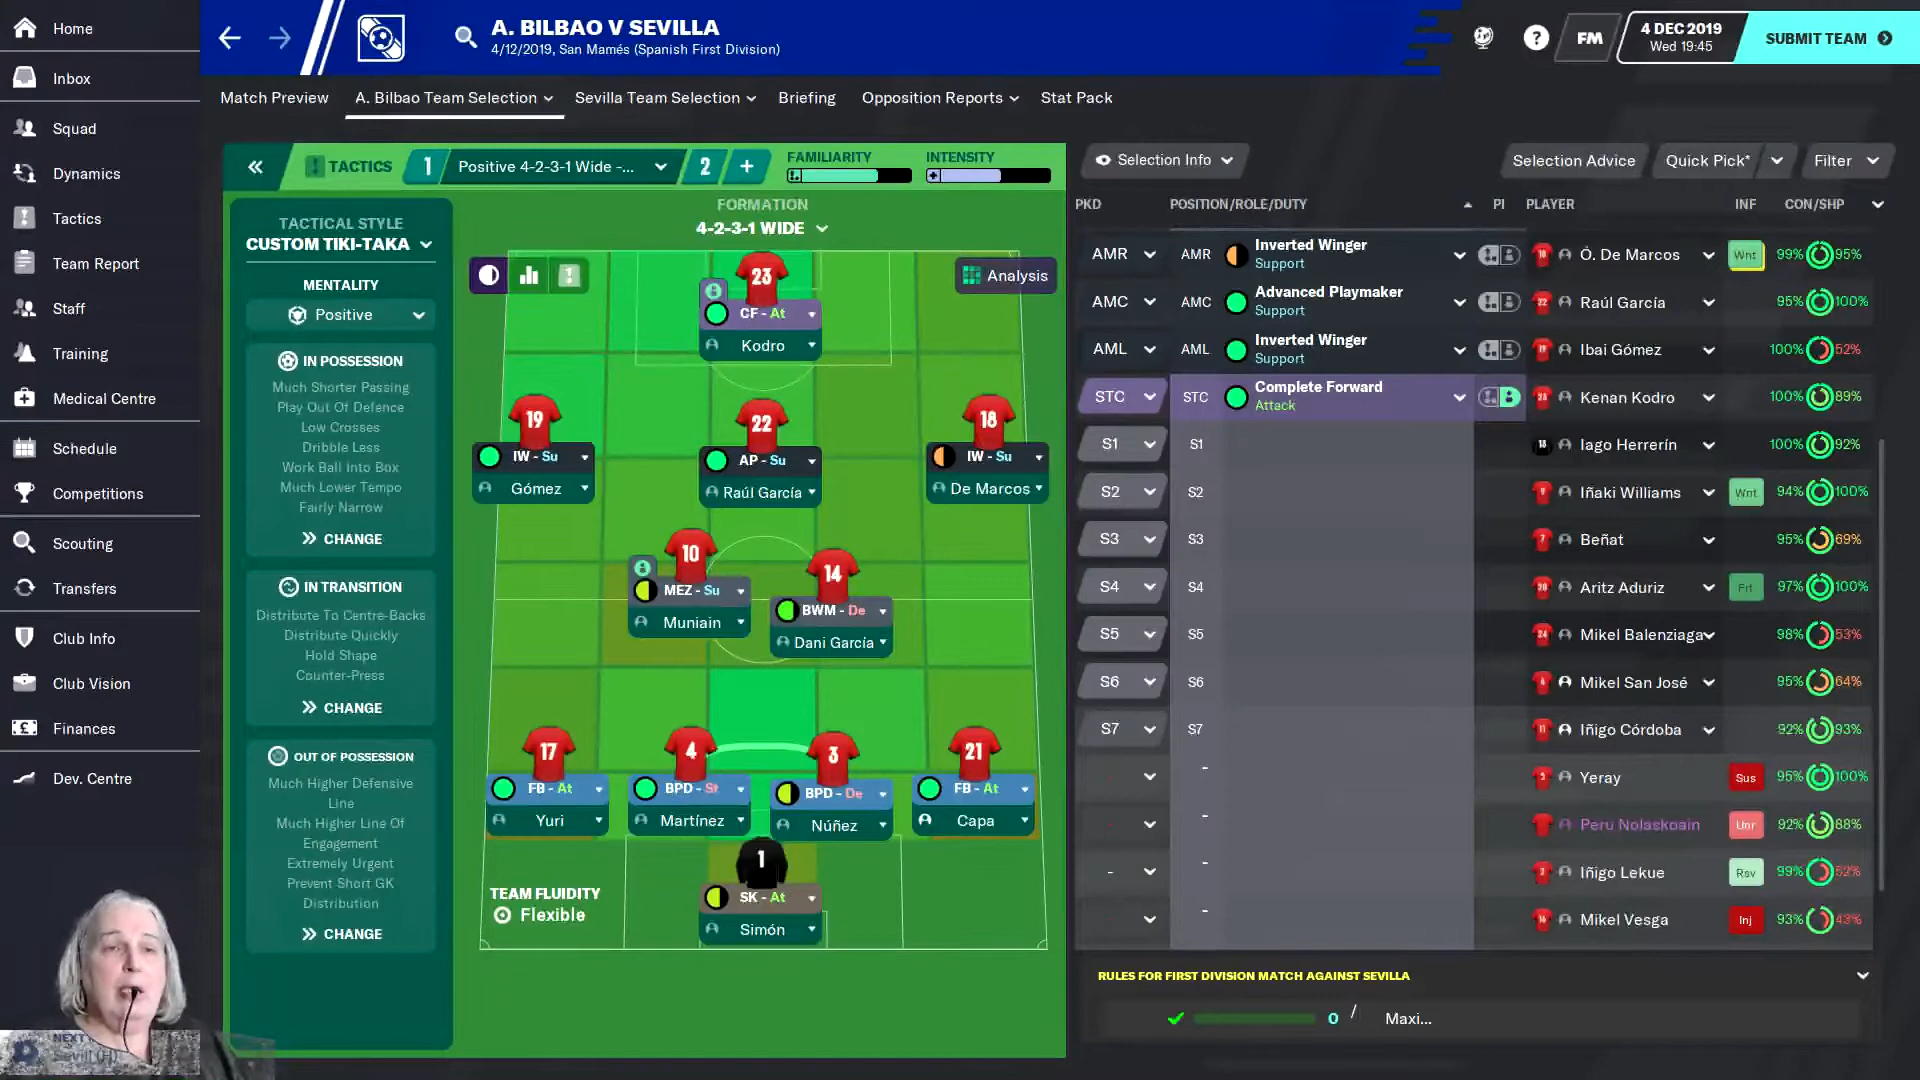 Home
Inbox
Squad
Dynamics
Tactics
Team Report
Staff
Training
Medical Centre
Schedule
Competitions
Scouting
Transfers
Club Info
Club Vision
Finances
Dev. Centre
A. BILBAO V SEVILLA
4/12/2019, San Mamés (Spanish First Division)
FM
4 DEC 2019
Wed 19:45
SUBMIT TEAM
Match Preview
A. Bilbao Team Selection
Sevilla Team Selection
Briefing
Opposition Reports
Stat Pack
TACTICS
1
Positive 4-2-3-1 Wide -...
2
+
FAMILIARITY
INTENSITY
TACTICAL STYLE
CUSTOM TIKI-TAKA
MENTALITY
Positive
IN POSSESSION
Much Shorter Passing
Play Out Of Defence
Low Crosses
Dribble Less
Work Ball Into Box
Much Lower Tempo
Fairly Narrow
CHANGE
IN TRANSITION
Distribute To Centre-Backs
Distribute Quickly
Hold Shape
Counter-Press
CHANGE
OUT OF POSSESSION
Much Higher Defensive
Line
Much Higher Line Of
Engagement
Extremely Urgent
Prevent Short GK
Distribution
CHANGE
FORMATION
4-2-3-1 WIDE
Analysis
23
CF - At
Kodro
19
IW - Su
Gómez
22
AP - Su
Raúl García
18
IW - Su
De Marcos
10
MEZ - Su
Muniain
14
BWM - De
Dani García
17
FB - At
Yuri
4
BPD - St
Martínez
3
BPD - De
Núñez
21
FB - At
Capa
1
SK - At
Simón
TEAM FLUIDITY
Flexible
Selection Info
Selection Advice
Quick Pick*
Filter
PKD POSITION/ROLE/DUTY PI PLAYER INF CON/SHP
AMR AMR Inverted Winger Support Ó. De Marcos Wnt 99% 95%
AMC AMC Advanced Playmaker Support Raúl García 95% 100%
AML AML Inverted Winger Support Ibai Gómez 100% 52%
STC STC Complete Forward Attack Kenan Kodro 100% 89%
S1 S1 Iago Herrerín 100% 92%
S2 S2 Iñaki Williams Wnt 94% 100%
S3 S3 Beñat 95% 69%
S4 S4 Aritz Aduriz Frt 97% 100%
S5 S5 Mikel Balenziaga 98% 53%
S6 S6 Mikel San José 95% 64%
S7 S7 Iñigo Córdoba 92% 93%
- Yeray Sus 95% 100%
- Peru Nolaskoain Unr 92% 88%
- - Iñigo Lekue Rsv 99% 52%
- Mikel Vesga Inj 93% 43%
RULES FOR FIRST DIVISION MATCH AGAINST SEVILLA
0 / Maxi...